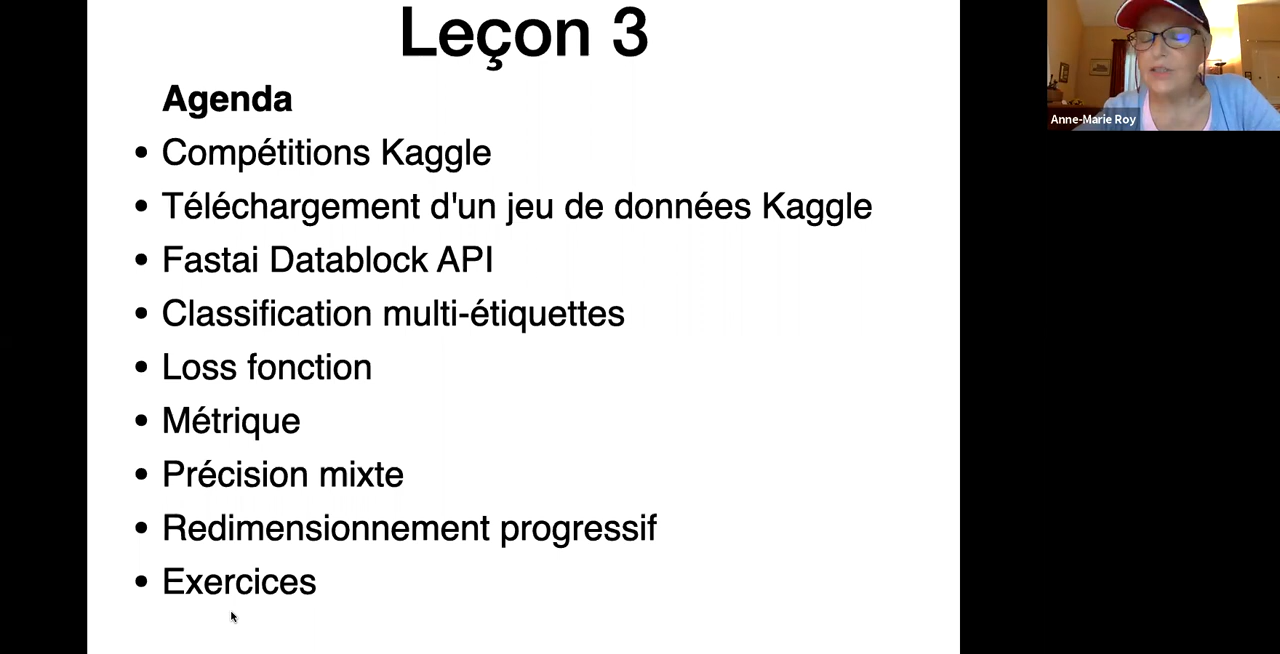 Leçon 3
Agenda
• Compétitions Kaggle
• Téléchargement d'un jeu de données Kaggle
• Fastai Datablock API
• Classification multi-étiquettes
• Loss fonction
• Métrique
• Précision mixte
• Redimensionnement progressif
• Exercices
Anne-Marie Roy